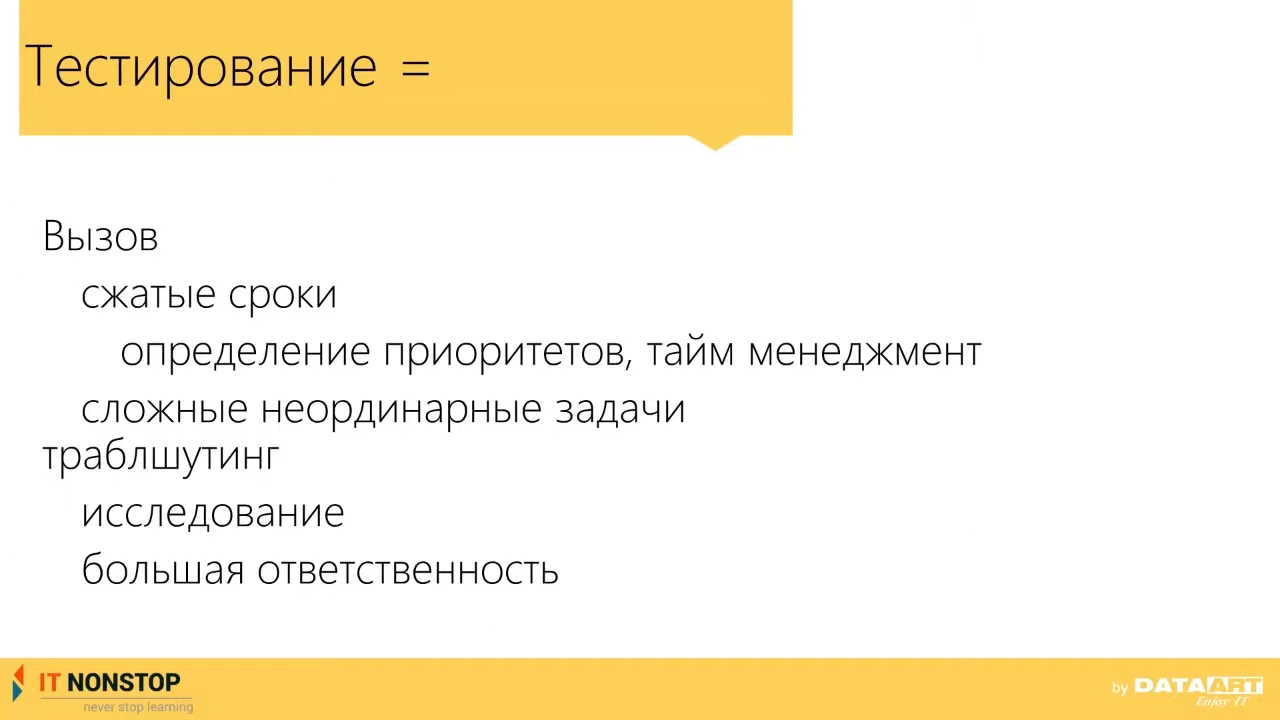 Тестирование =
Вызов
сжатые сроки
определение приоритетов, тайм менеджмент
сложные неординарные задачи
траблшутинг
исследование
большая ответственность
IT NONSTOP
never stop learning
by DATAART
Enjoy IT